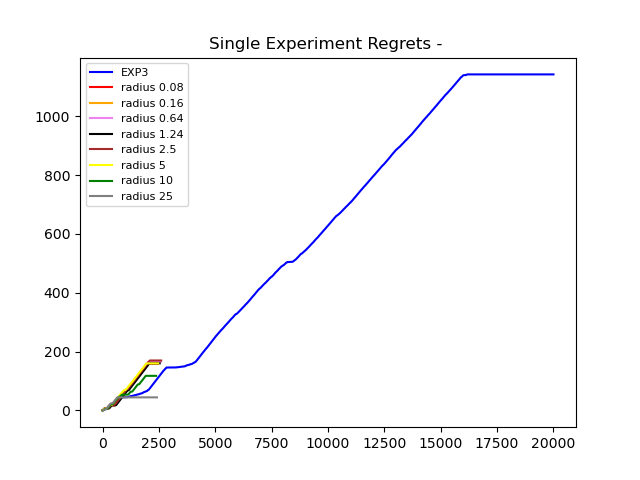 Single Experiment Regrets -
EXP3
radius 0.08
radius 0.16
radius 0.64
radius 1.24
radius 2.5
radius 5
radius 10
radius 25
1000
800
600
400
200
0
0 2500 5000 7500 10000 12500 15000 17500 20000